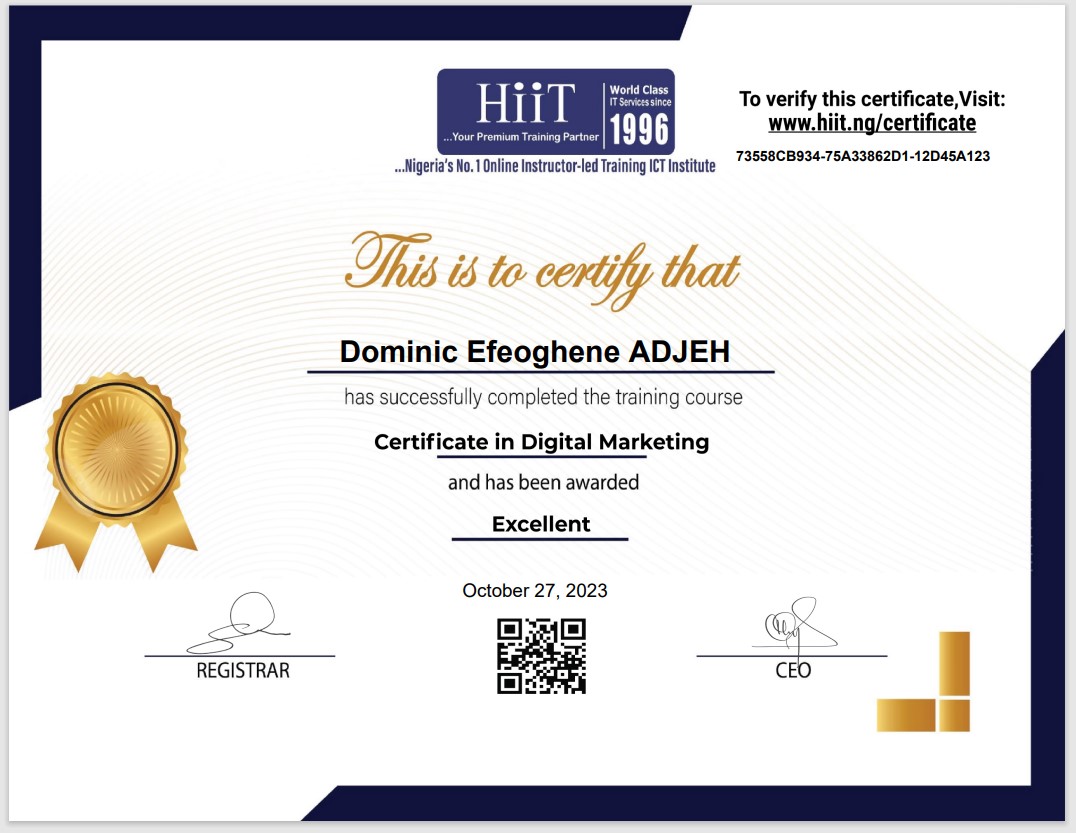 HiiT
...Your Premium Training Partner
World Class
IT Services since
1996
...Nigeria's No. 1 Online Instructor-led Training ICT Institute
To verify this certificate,Visit:
www.hiit.ng/certificate
73558CB934-75A33862D1-12D45A123
This is to certify that
Dominic Efeoghene ADJEH
has successfully completed the training course
Certificate in Digital Marketing
and has been awarded
Excellent
October 27, 2023
REGISTRAR
CEO